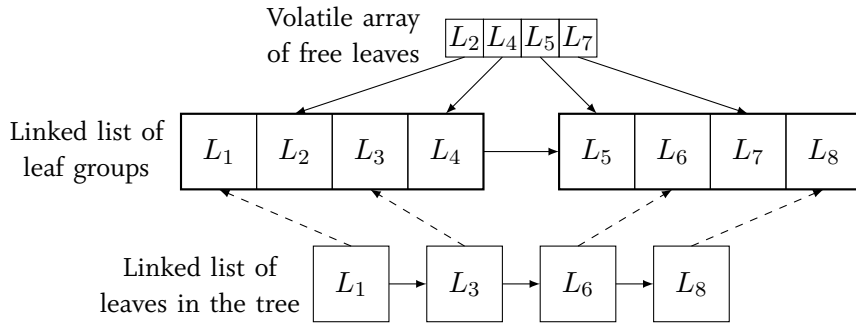 Volatile array
of free leaves
L2 L4 L5 L7
Linked list of
leaf groups
L1 L2 L3 L4 L5 L6 L7 L8
Linked list of
leaves in the tree
L1 L3 L6 L8